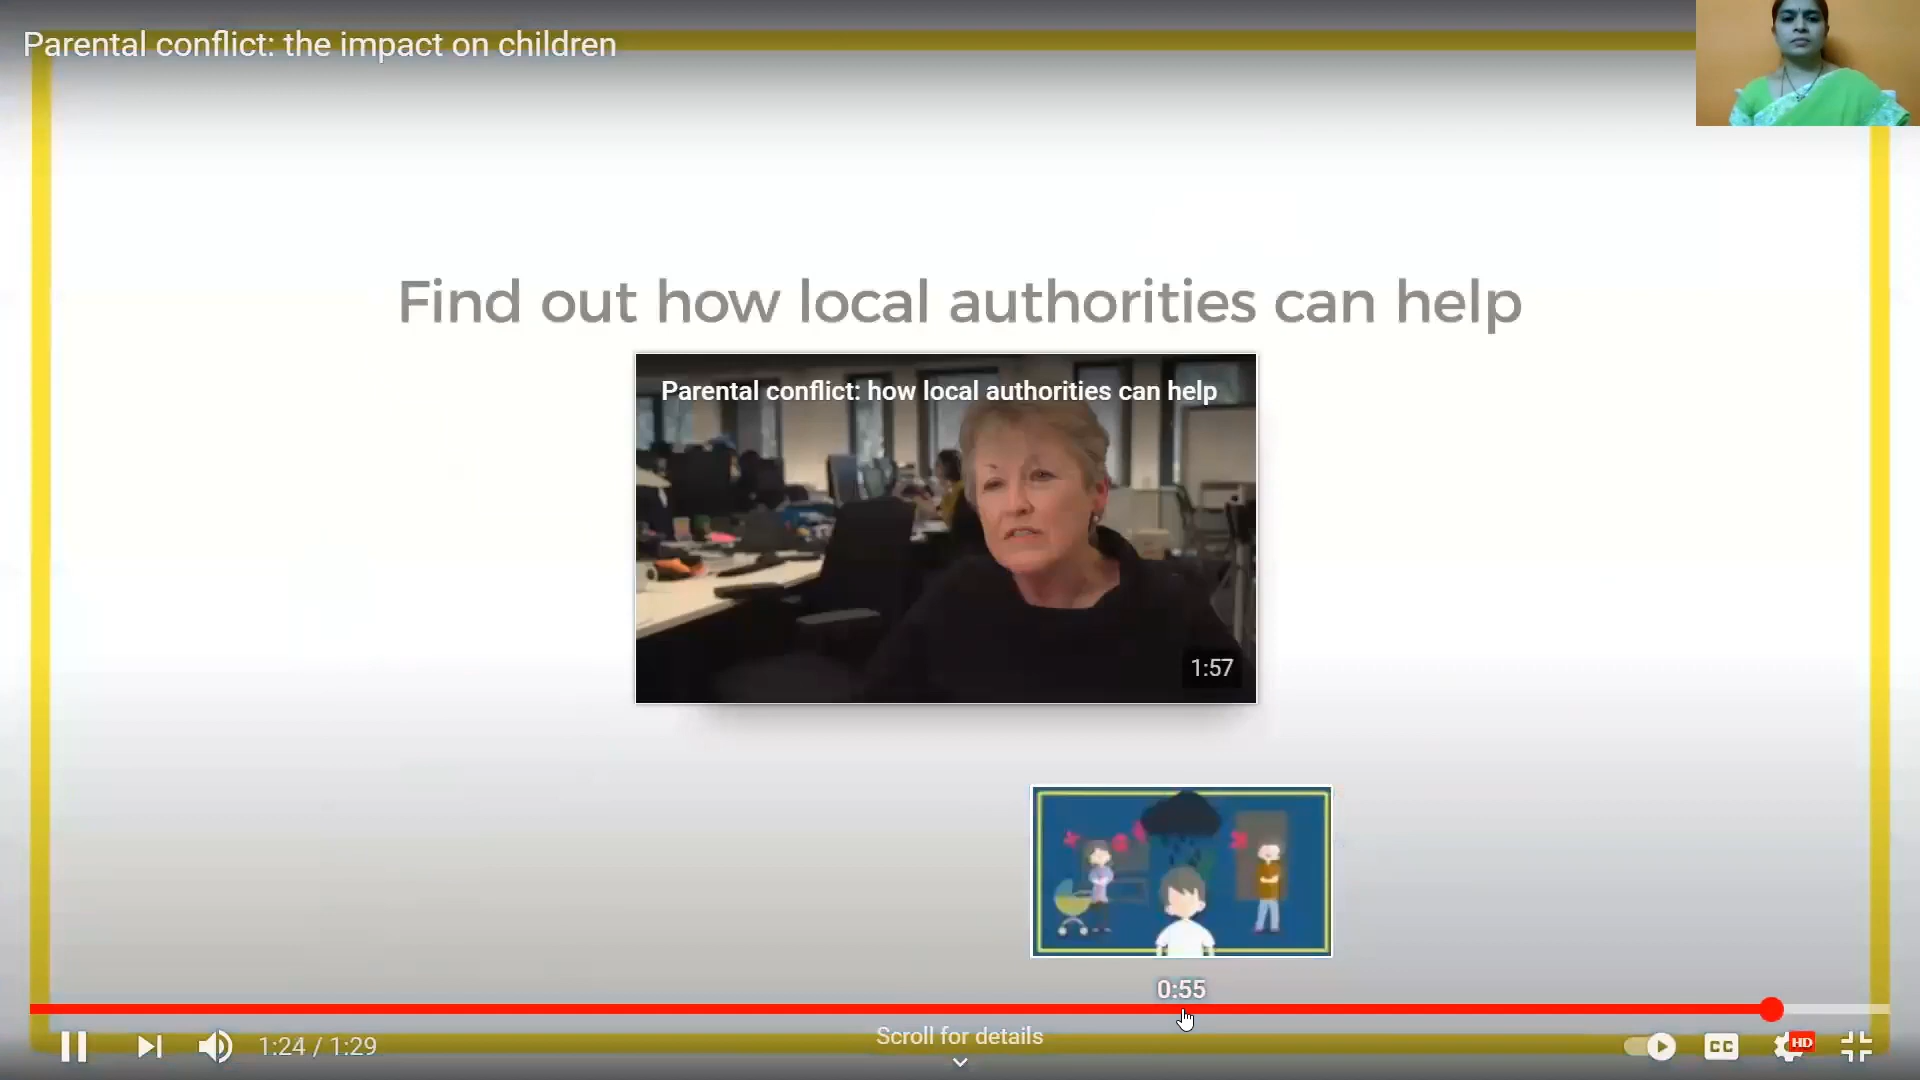 Parental conflict: the impact on children
Find out how local authorities can help
Parental conflict: how local authorities can help
1:57
0:55
1:24 / 1:29
Scroll for details
CC
HD